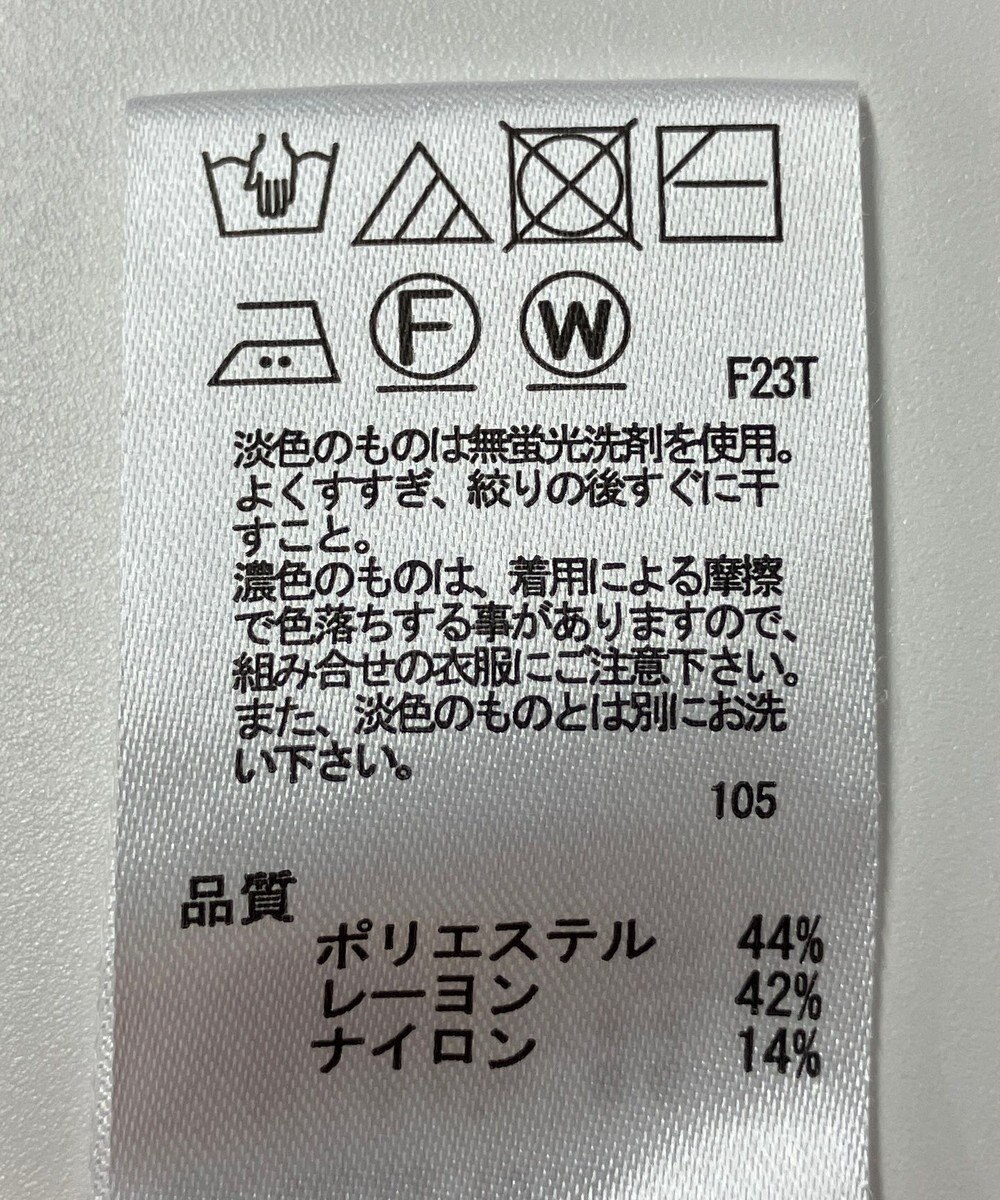 F W
F23T
淡色のものは無蛍光洗剤を使用。
よくすすぎ、絞りの後すぐに干
すこと。
濃色のものは、着用による摩擦
で色落ちする事がありますので、
組み合せの衣服にご注意下さい。
また、淡色のものとは別にお洗
い下さい。
105
品質
ポリエステル 44%
レーヨン 42%
ナイロン 14%